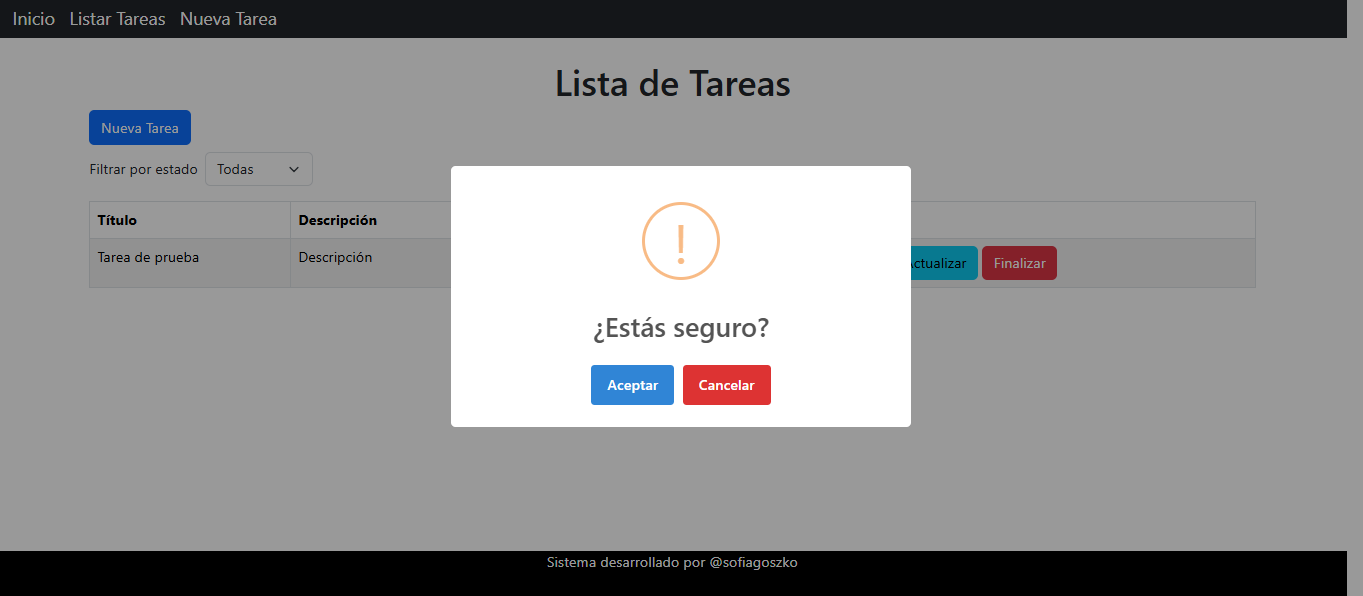 Inicio Listar Tareas Nueva Tarea
Lista de Tareas
Nueva Tarea
Filtrar por estado Todas
Título Descripción
Tarea de prueba Descripción Finalizar
!
¿Estás seguro?
Aceptar Cancelar
Sistema desarrollado por @sofiagoszko